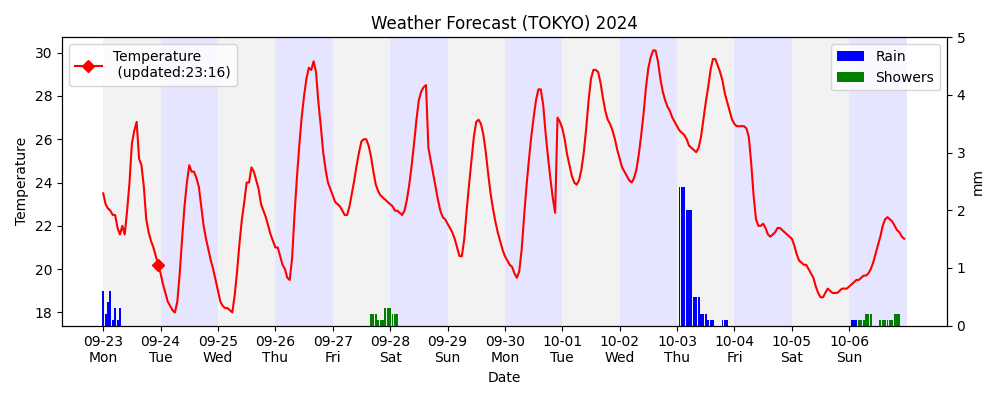 Weather Forecast (TOKYO) 2024
Temperature
(updated:23:16)
Rain
Showers
Temperature
30
28
26
24
22
20
18
5
4
3
2
1
0
mm
09-23 09-24 09-25 09-26 09-27 09-28 09-29 09-30 10-01 10-02 10-03 10-04 10-05 10-06
Mon Tue Wed Thu Fri Sat Sun Mon Tue Wed Thu Fri Sat Sun
Date